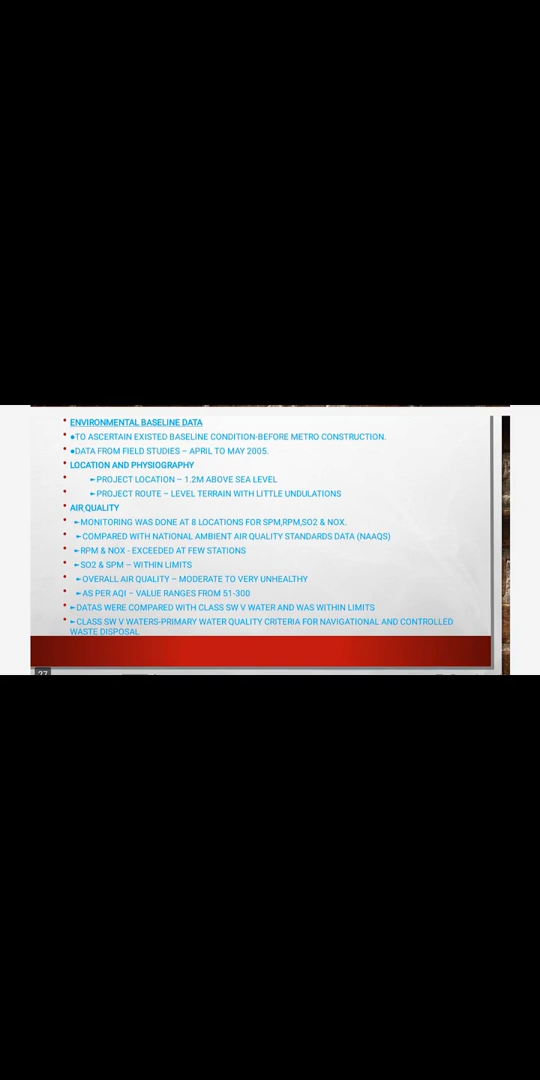 • ENVIRONMENTAL BASELINE DATA
• ●TO ASCERTAIN EXISTED BASELINE CONDITION-BEFORE METRO CONSTRUCTION.
• ●DATA FROM FIELD STUDIES – APRIL TO MAY 2005.
• LOCATION AND PHYSIOGRAPHY
• ►PROJECT LOCATION – 1.2M ABOVE SEA LEVEL
• ►PROJECT ROUTE – LEVEL TERRAIN WITH LITTLE UNDULATIONS
• AIR QUALITY
• ►MONITORING WAS DONE AT 8 LOCATIONS FOR SPM,RPM,SO2 & NOX.
• ►COMPARED WITH NATIONAL AMBIENT AIR QUALITY STANDARDS DATA (NAAQS)
• ►RPM & NOX - EXCEEDED AT FEW STATIONS
• ►SO2 & SPM – WITHIN LIMITS
• ►OVERALL AIR QUALITY – MODERATE TO VERY UNHEALTHY
• ►AS PER AQI – VALUE RANGES FROM 51-300
• ►DATAS WERE COMPARED WITH CLASS SW V WATER AND WAS WITHIN LIMITS
• ►CLASS SW V WATERS-PRIMARY WATER QUALITY CRITERIA FOR NAVIGATIONAL AND CONTROLLED
WASTE DISPOSAL
27